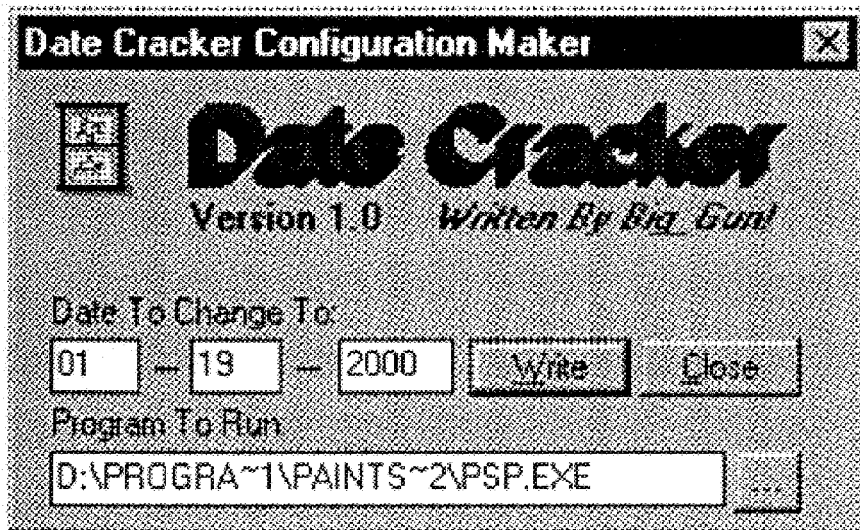 Date Cracker Configuration Maker
Date Cracker
Version 1.0 Written By Big_Gun!
Date To Change To:
01 - 19 - 2000 Write Close
Program To Run
D:\PROGRA~1\PAINTS~2\PSP.EXE ...